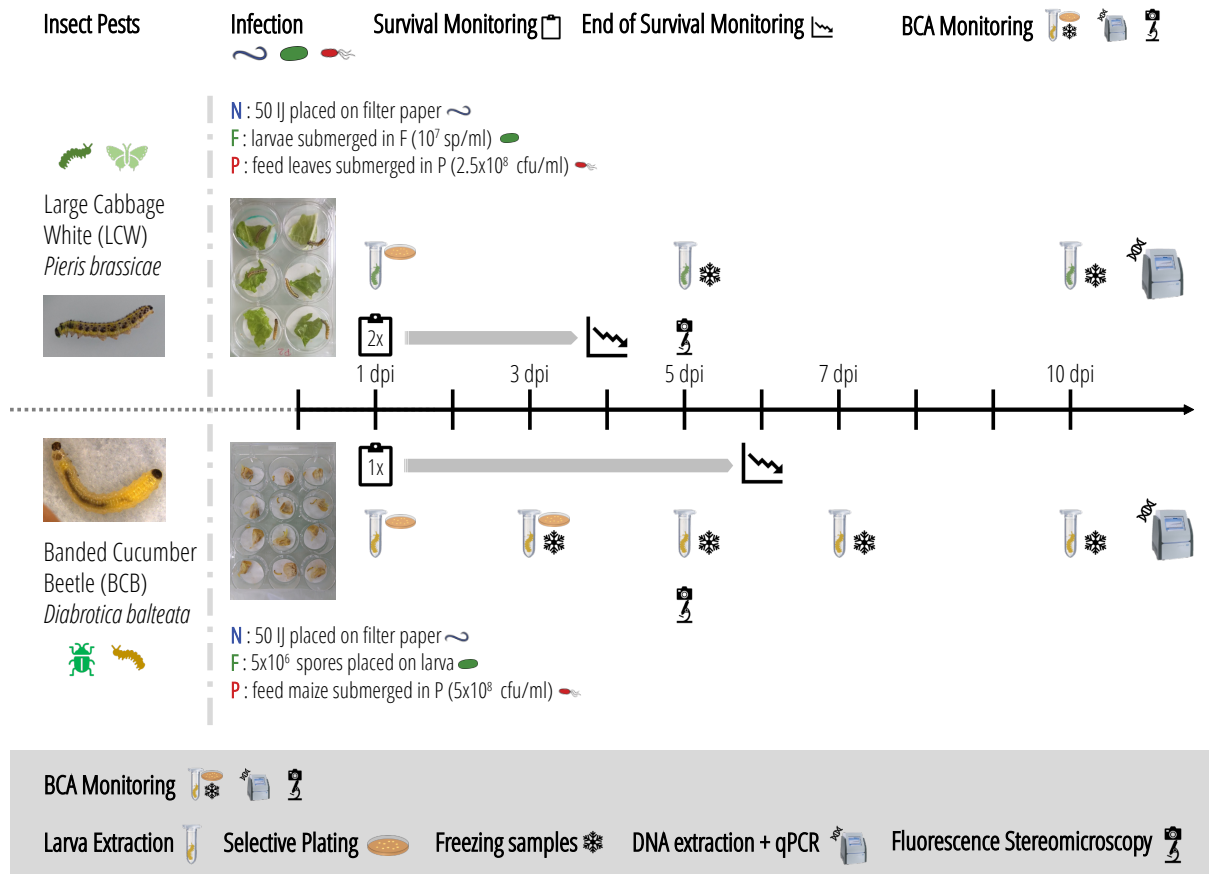 Insect Pests
Infection
Survival Monitoring
End of Survival Monitoring
BCA Monitoring
N : 50 IJ placed on filter paper
F : larvae submerged in F (10⁷ sp/ml)
P : feed leaves submerged in P (2.5x10⁸ cfu/ml)
Large Cabbage
White (LCW)
Pieris brassicae
2x
1 dpi
3 dpi
5 dpi
7 dpi
10 dpi
1x
Banded Cucumber
Beetle (BCB)
Diabrotica balteata
N : 50 IJ placed on filter paper
F : 5x10⁶ spores placed on larva
P : feed maize submerged in P (5x10⁸ cfu/ml)
BCA Monitoring
Larva Extraction
Selective Plating
Freezing samples
DNA extraction + qPCR
Fluorescence Stereomicroscopy